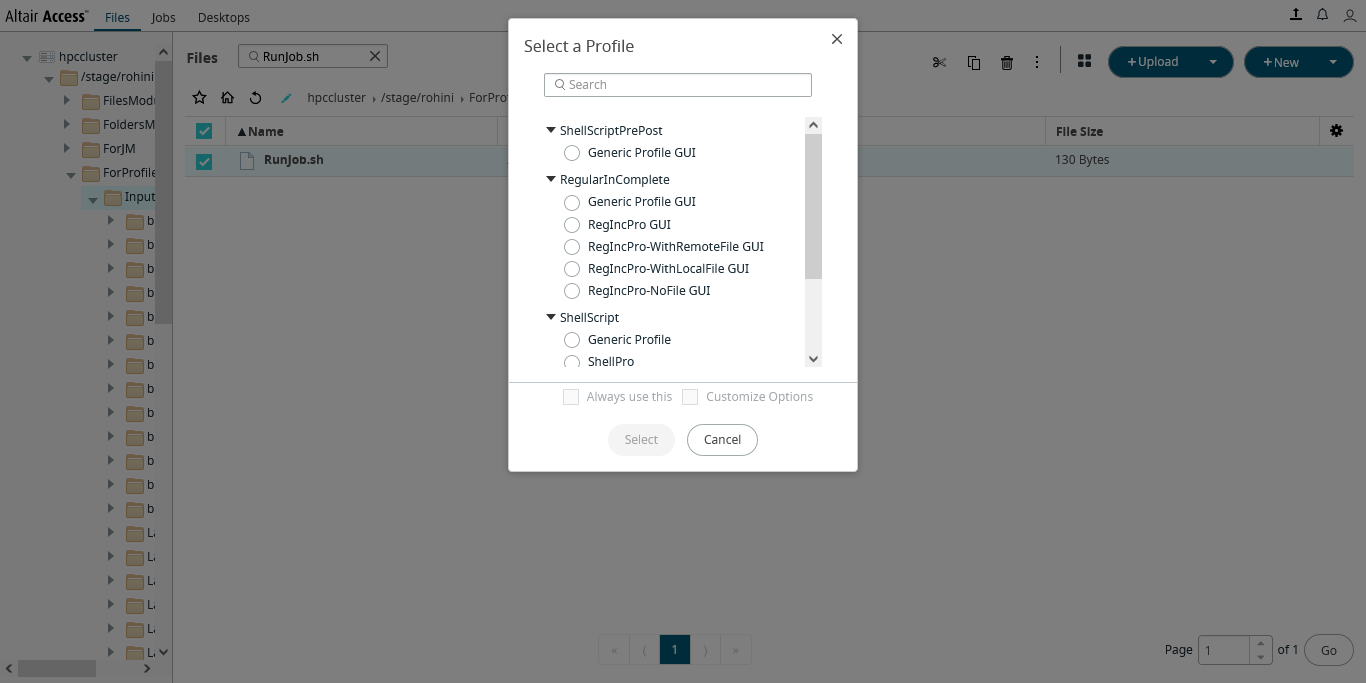 Altair Access™ Files Jobs Desktops
hpccluster
/stage/rohini
FilesModu
FoldersM
ForJM
ForProfile
Input
b
b
b
b
b
b
b
b
b
b
b
b
b
La
La
La
La
La
La
Files
RunJob.sh
+Upload
+New
hpccluster › /stage/rohini › ForProf
Name
File Size
RunJob.sh
130 Bytes
Select a Profile
Search
ShellScriptPrePost
Generic Profile GUI
RegularInComplete
Generic Profile GUI
RegIncPro GUI
RegIncPro-WithRemoteFile GUI
RegIncPro-WithLocalFile GUI
RegIncPro-NoFile GUI
ShellScript
Generic Profile
ShellPro
Always use this Customize Options
Select Cancel
« ⟨ 1 ⟩ »
Page 1 of 1 Go